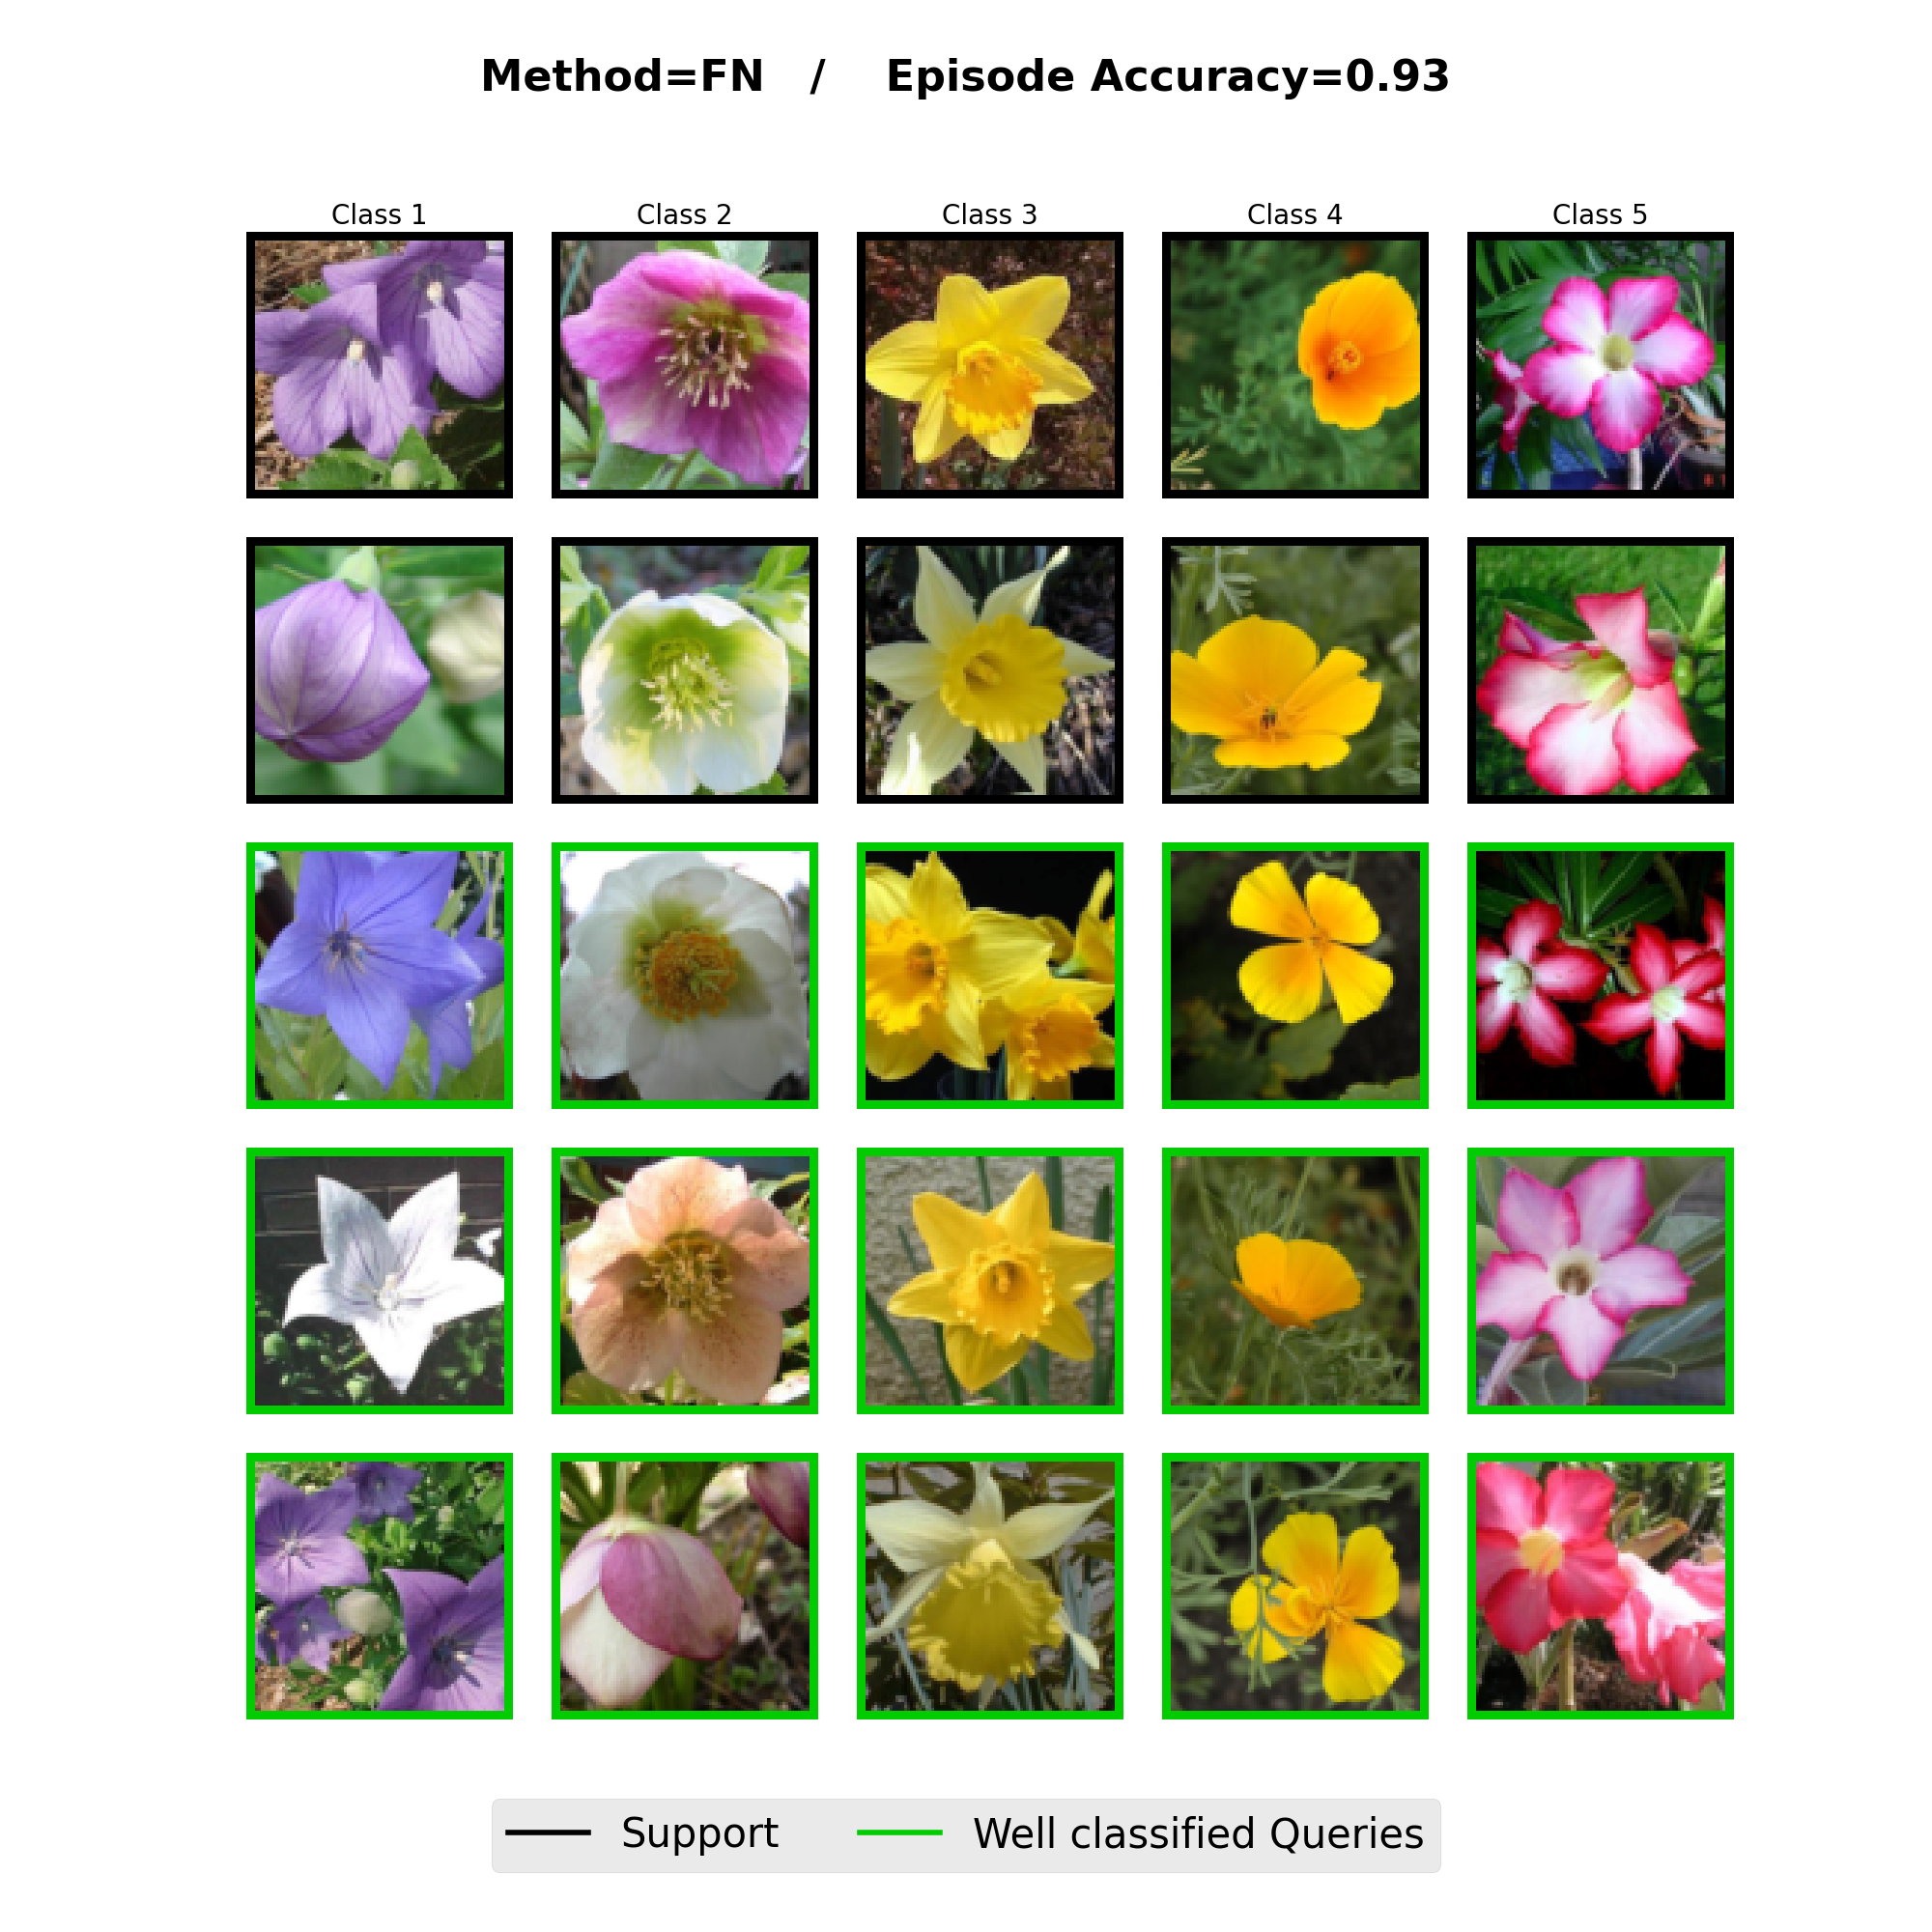 Method=FN / Episode Accuracy=0.93
Class 1 Class 2 Class 3 Class 4 Class 5
Support Well classified Queries